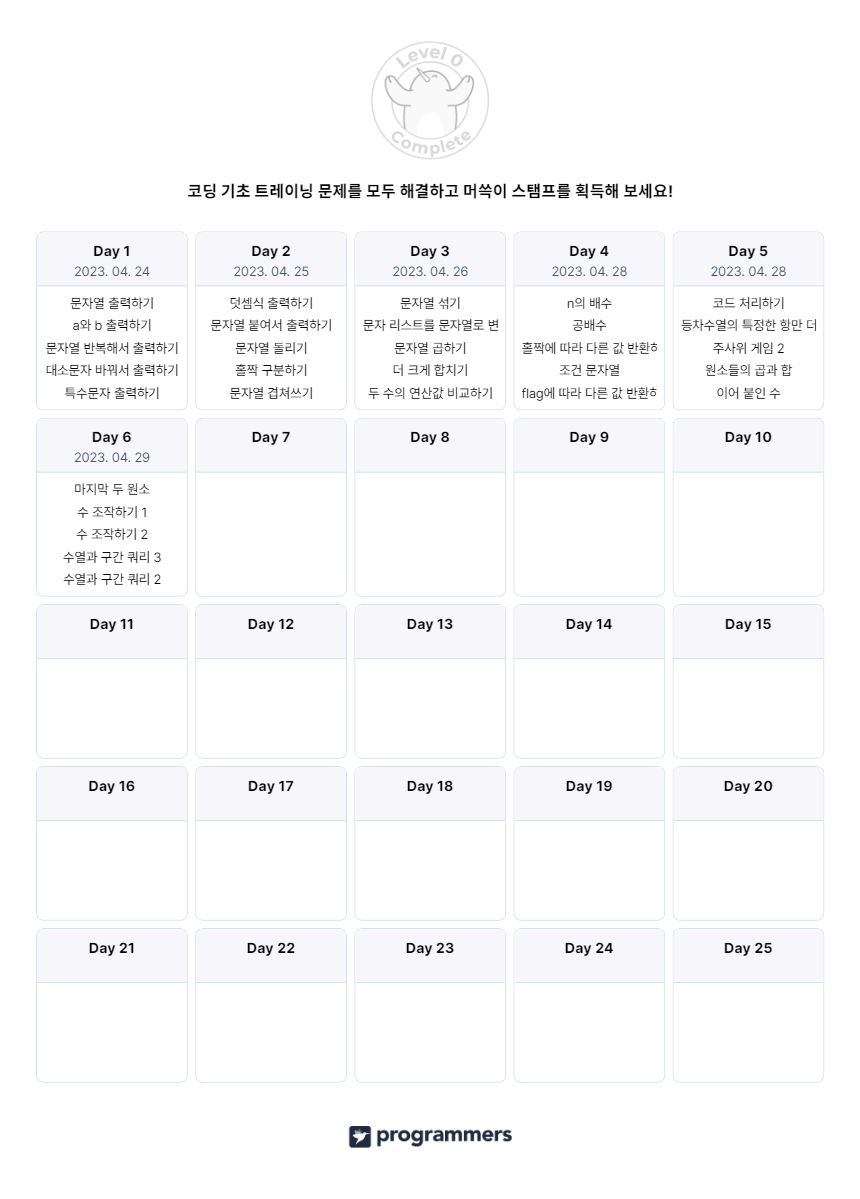 Level 0
Complete
코딩 기초 트레이닝 문제를 모두 해결하고 머쓱이 스탬프를 획득해 보세요!
Day 1
2023. 04. 24
문자열 출력하기
a와 b 출력하기
문자열 반복해서 출력하기
대소문자 바꿔서 출력하기
특수문자 출력하기
Day 2
2023. 04. 25
덧셈식 출력하기
문자열 붙여서 출력하기
문자열 돌리기
홀짝 구분하기
문자열 겹쳐쓰기
Day 3
2023. 04. 26
문자열 섞기
문자 리스트를 문자열로 변
문자열 곱하기
더 크게 합치기
두 수의 연산값 비교하기
Day 4
2023. 04. 28
n의 배수
공배수
홀짝에 따라 다른 값 반환하
조건 문자열
flag에 따라 다른 값 반환하
Day 5
2023. 04. 28
코드 처리하기
등차수열의 특정한 항만 더
주사위 게임 2
원소들의 곱과 합
이어 붙인 수
Day 6
2023. 04. 29
마지막 두 원소
수 조작하기 1
수 조작하기 2
수열과 구간 쿼리 3
수열과 구간 쿼리 2
Day 7
Day 8
Day 9
Day 10
Day 11
Day 12
Day 13
Day 14
Day 15
Day 16
Day 17
Day 18
Day 19
Day 20
Day 21
Day 22
Day 23
Day 24
Day 25
programmers